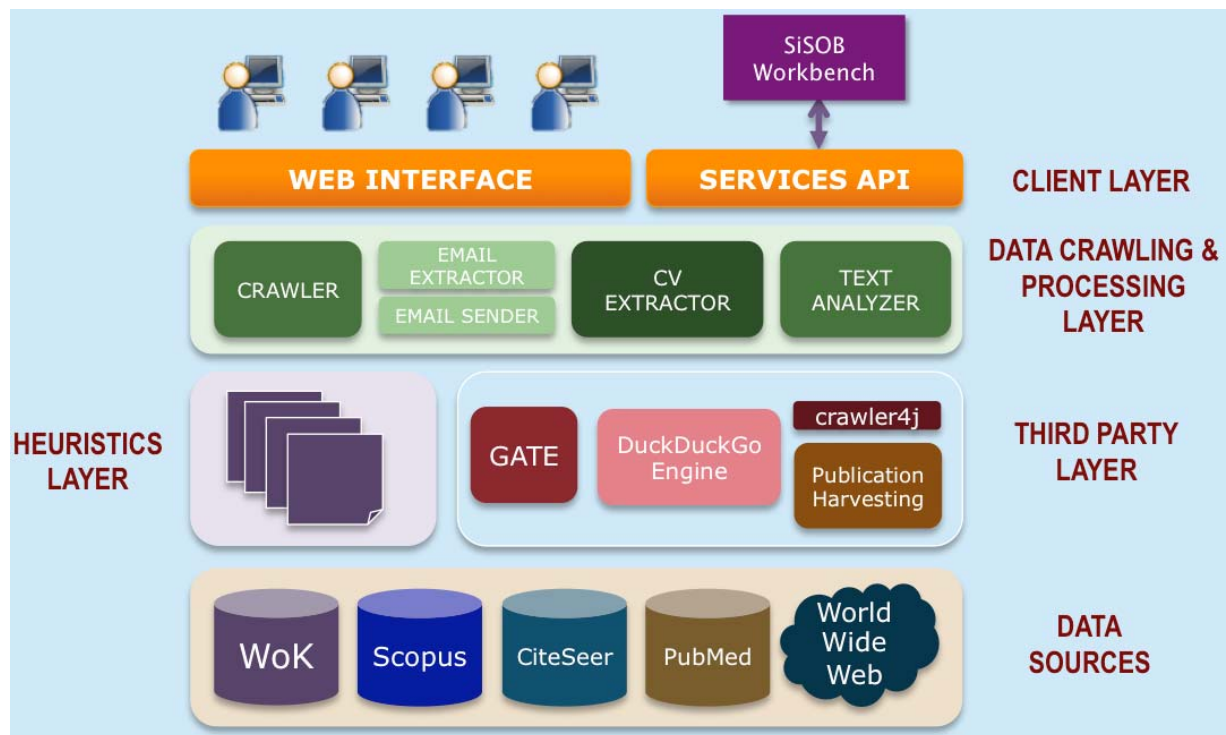 SiSOB
Workbench
WEB INTERFACE
SERVICES API
CLIENT LAYER
CRAWLER
EMAIL
EXTRACTOR
EMAIL SENDER
CV
EXTRACTOR
TEXT
ANALYZER
DATA CRAWLING &
PROCESSING
LAYER
HEURISTICS
LAYER
GATE
DuckDuckGo
Engine
crawler4j
Publication
Harvesting
THIRD PARTY
LAYER
WoK
Scopus
CiteSeer
PubMed
World
Wide
Web
DATA
SOURCES